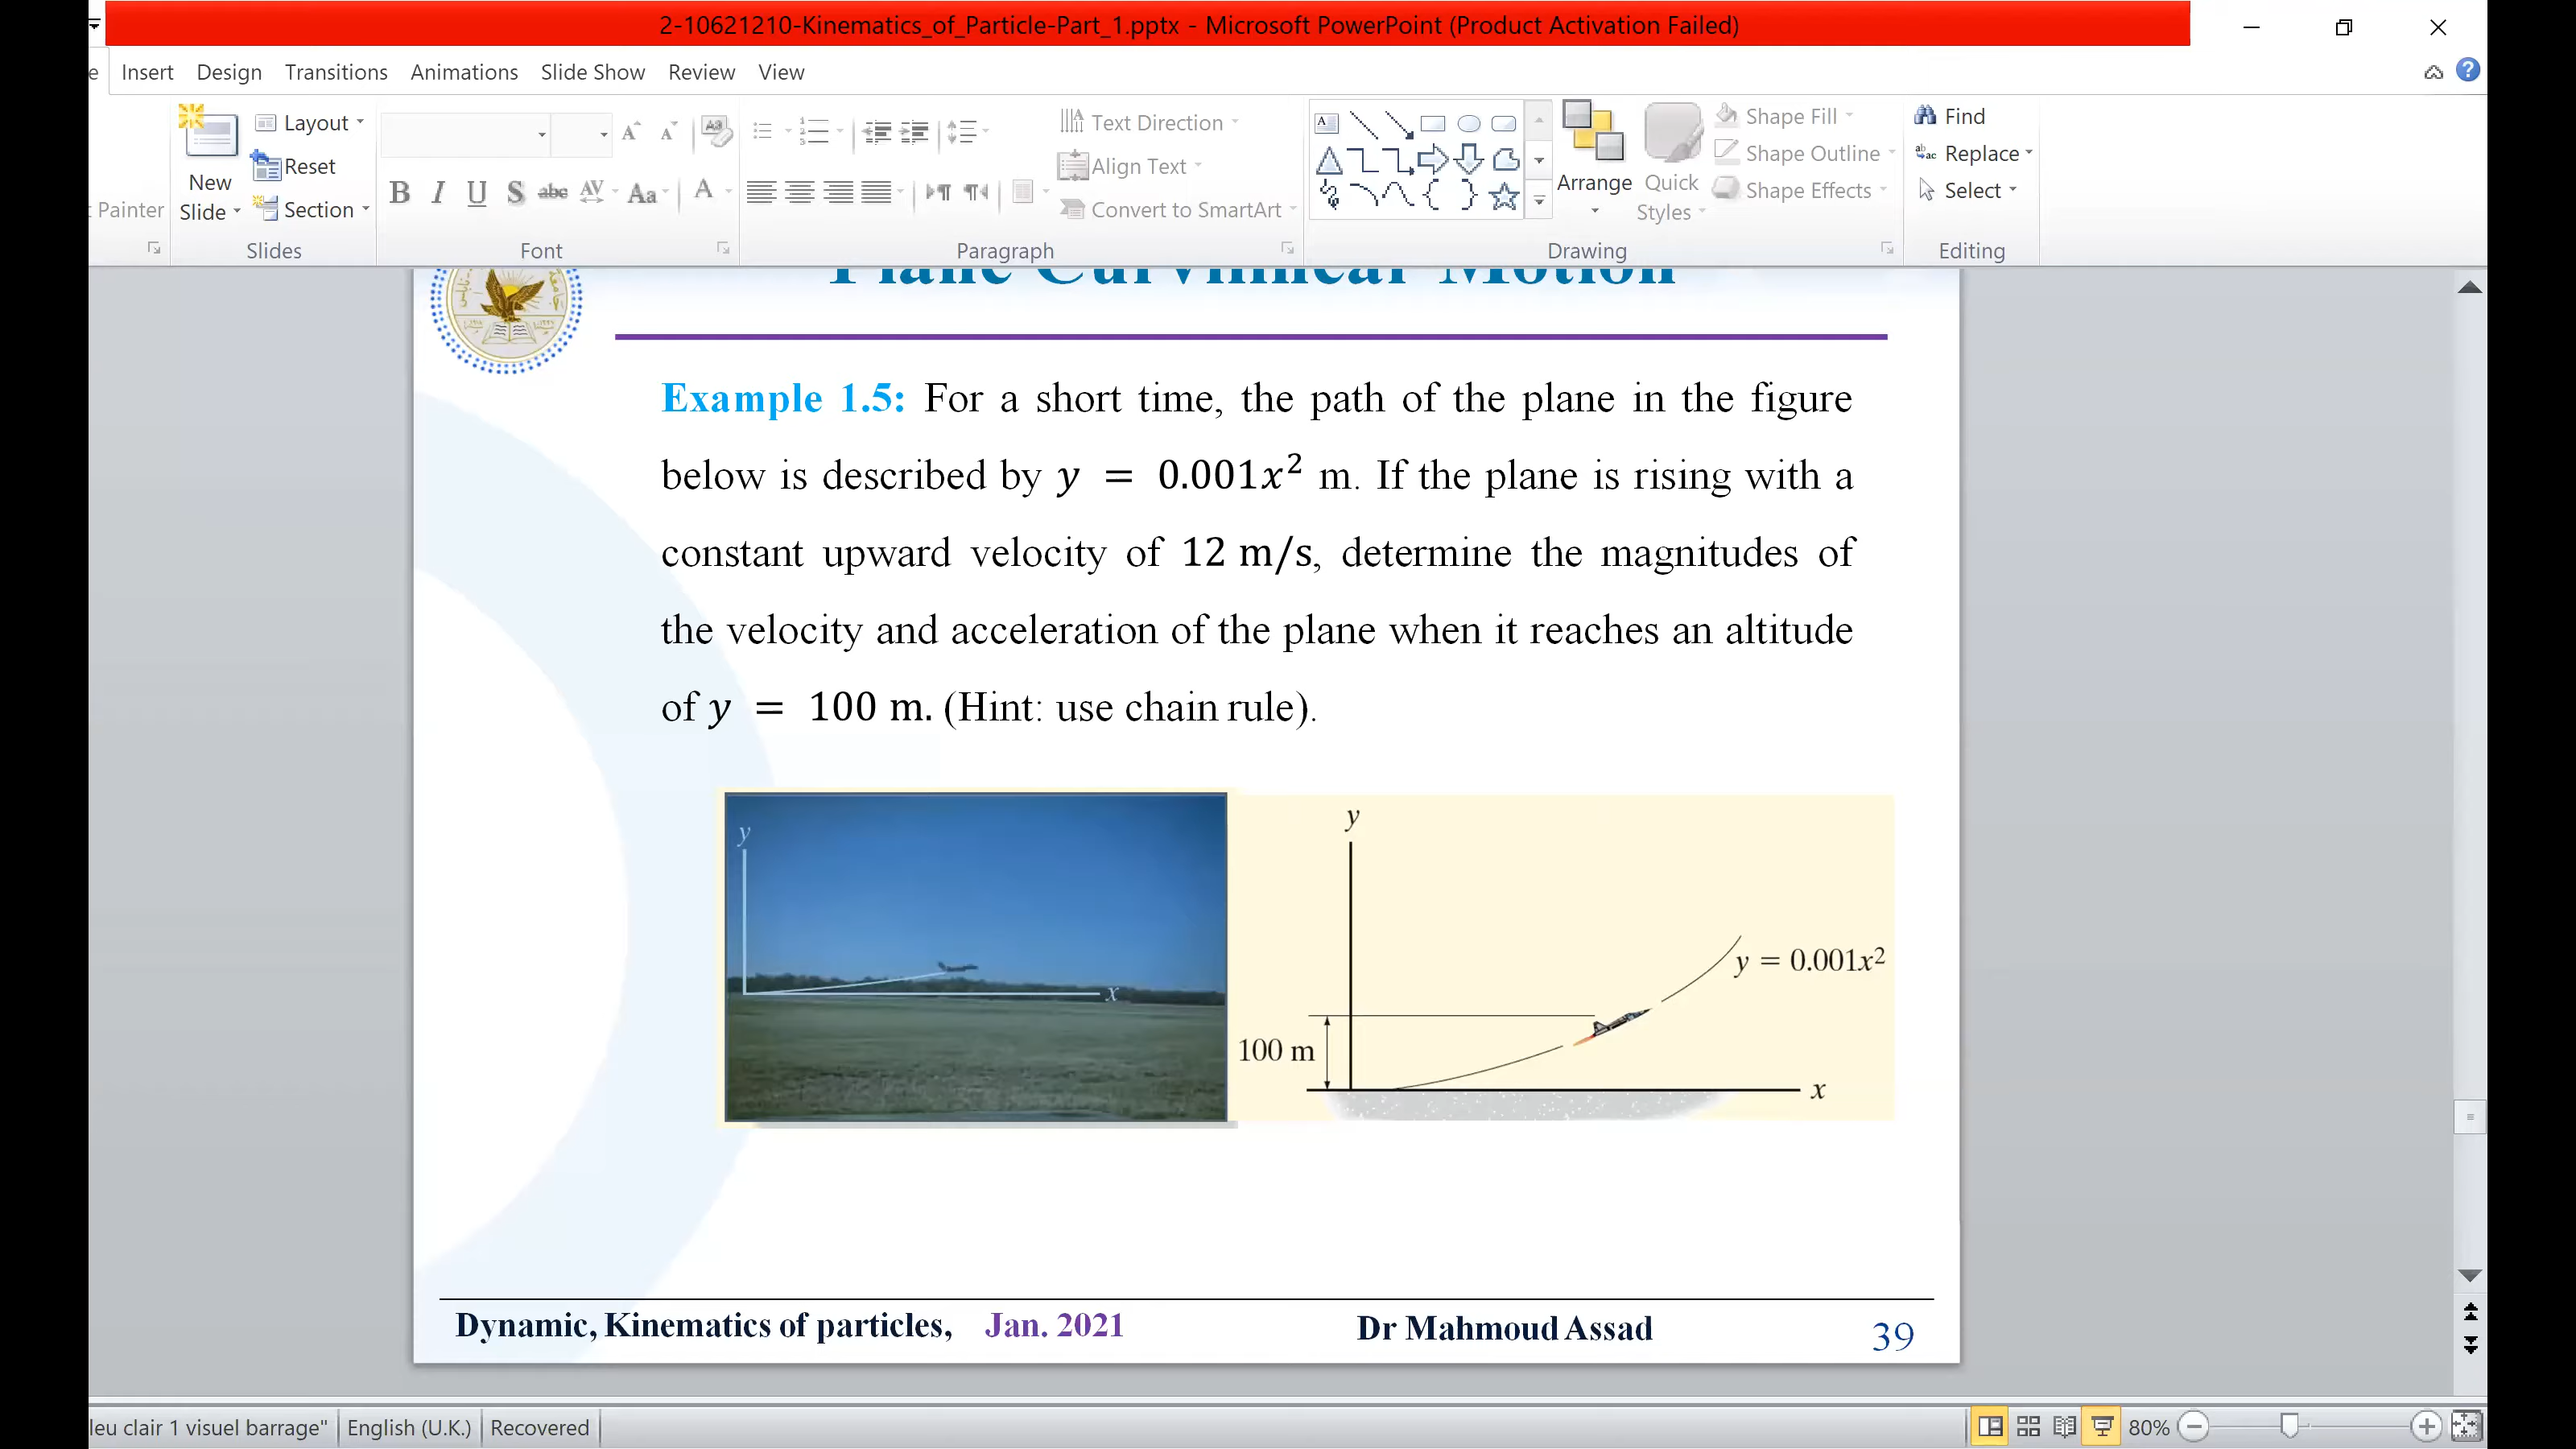 2-10621210-Kinematics_of_Particle-Part_1.pptx - Microsoft PowerPoint (Product Activation Failed)
e Insert Design Transitions Animations Slide Show Review View
Layout
Reset
Section
New
Slide
t Painter
Text Direction
Align Text
Convert to SmartArt
B I U S abc AV Aa A
Arrange
Quick
Styles
Shape Fill
Shape Outline
Shape Effects
Find
Replace
Select
Slides Font Paragraph Drawing Editing
Plane Curvilinear Motion
Example 1.5: For a short time, the path of the plane in the figure
below is described by y = 0.001x² m. If the plane is rising with a
constant upward velocity of 12 m/s, determine the magnitudes of
the velocity and acceleration of the plane when it reaches an altitude
of y = 100 m. (Hint: use chain rule).
y
x
y
y = 0.001x²
100 m
x
Dynamic, Kinematics of particles, Jan. 2021 Dr Mahmoud Assad 39
leu clair 1 visuel barrage" English (U.K.) Recovered 80%